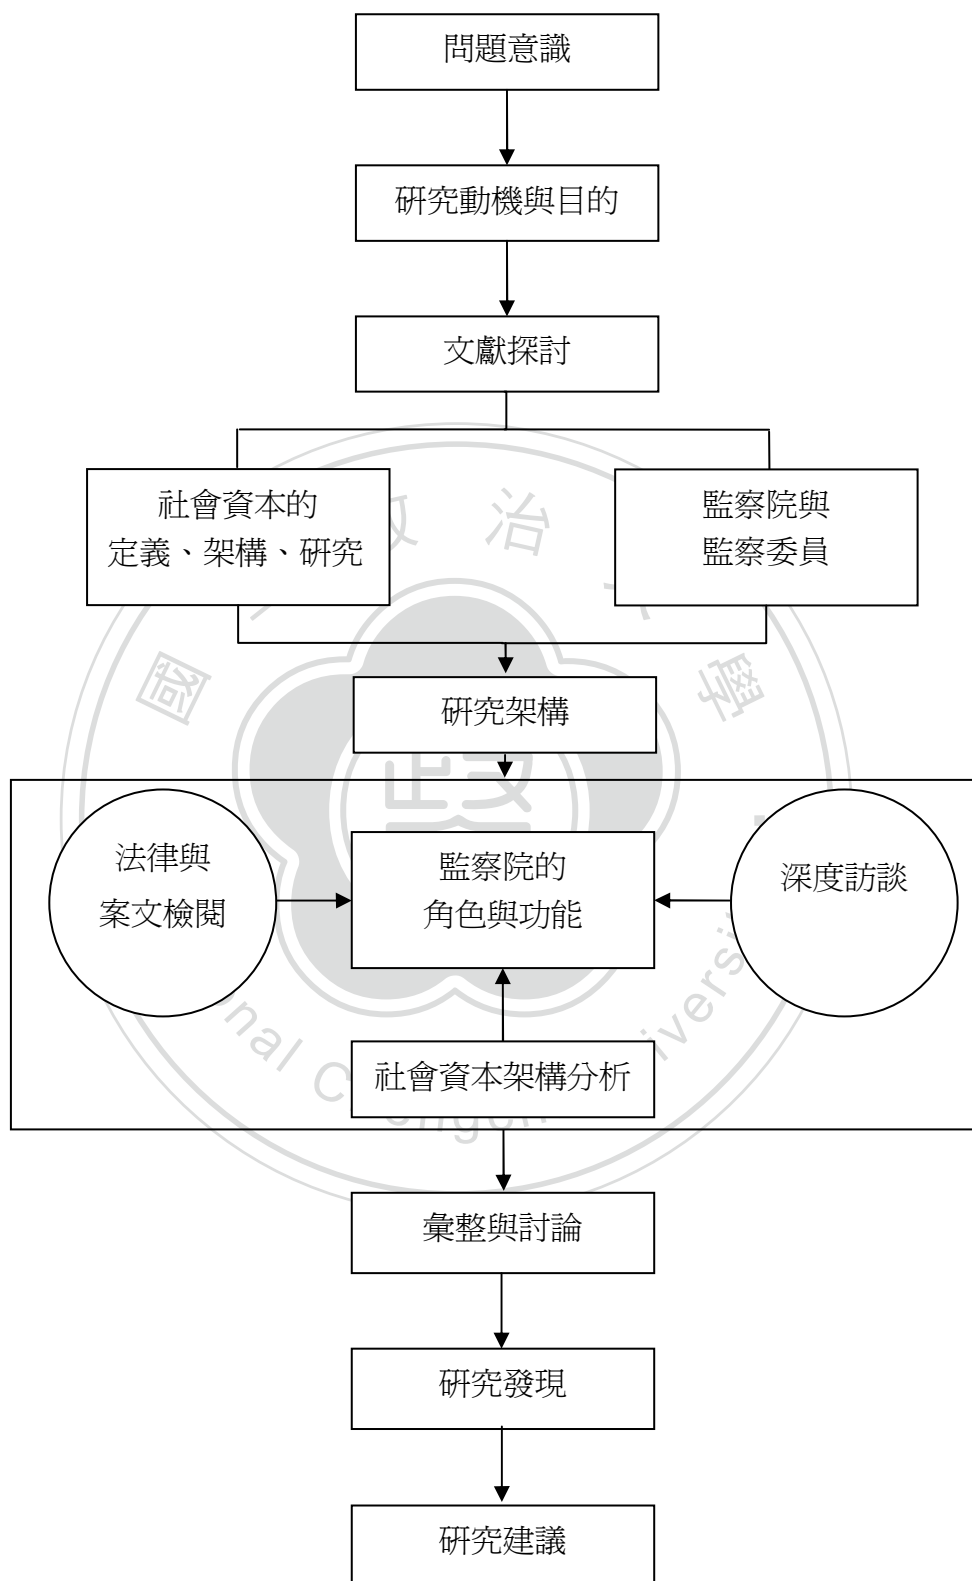 問題意識
研究動機與目的
文獻探討
社會資本的
定義、架構、研究
監察院與
監察委員
治
國
學
研究架構
法律與
案文檢閱
監察院的
角色與功能
深度訪談
社會資本架構分析
彙整與討論
研究發現
研究建議